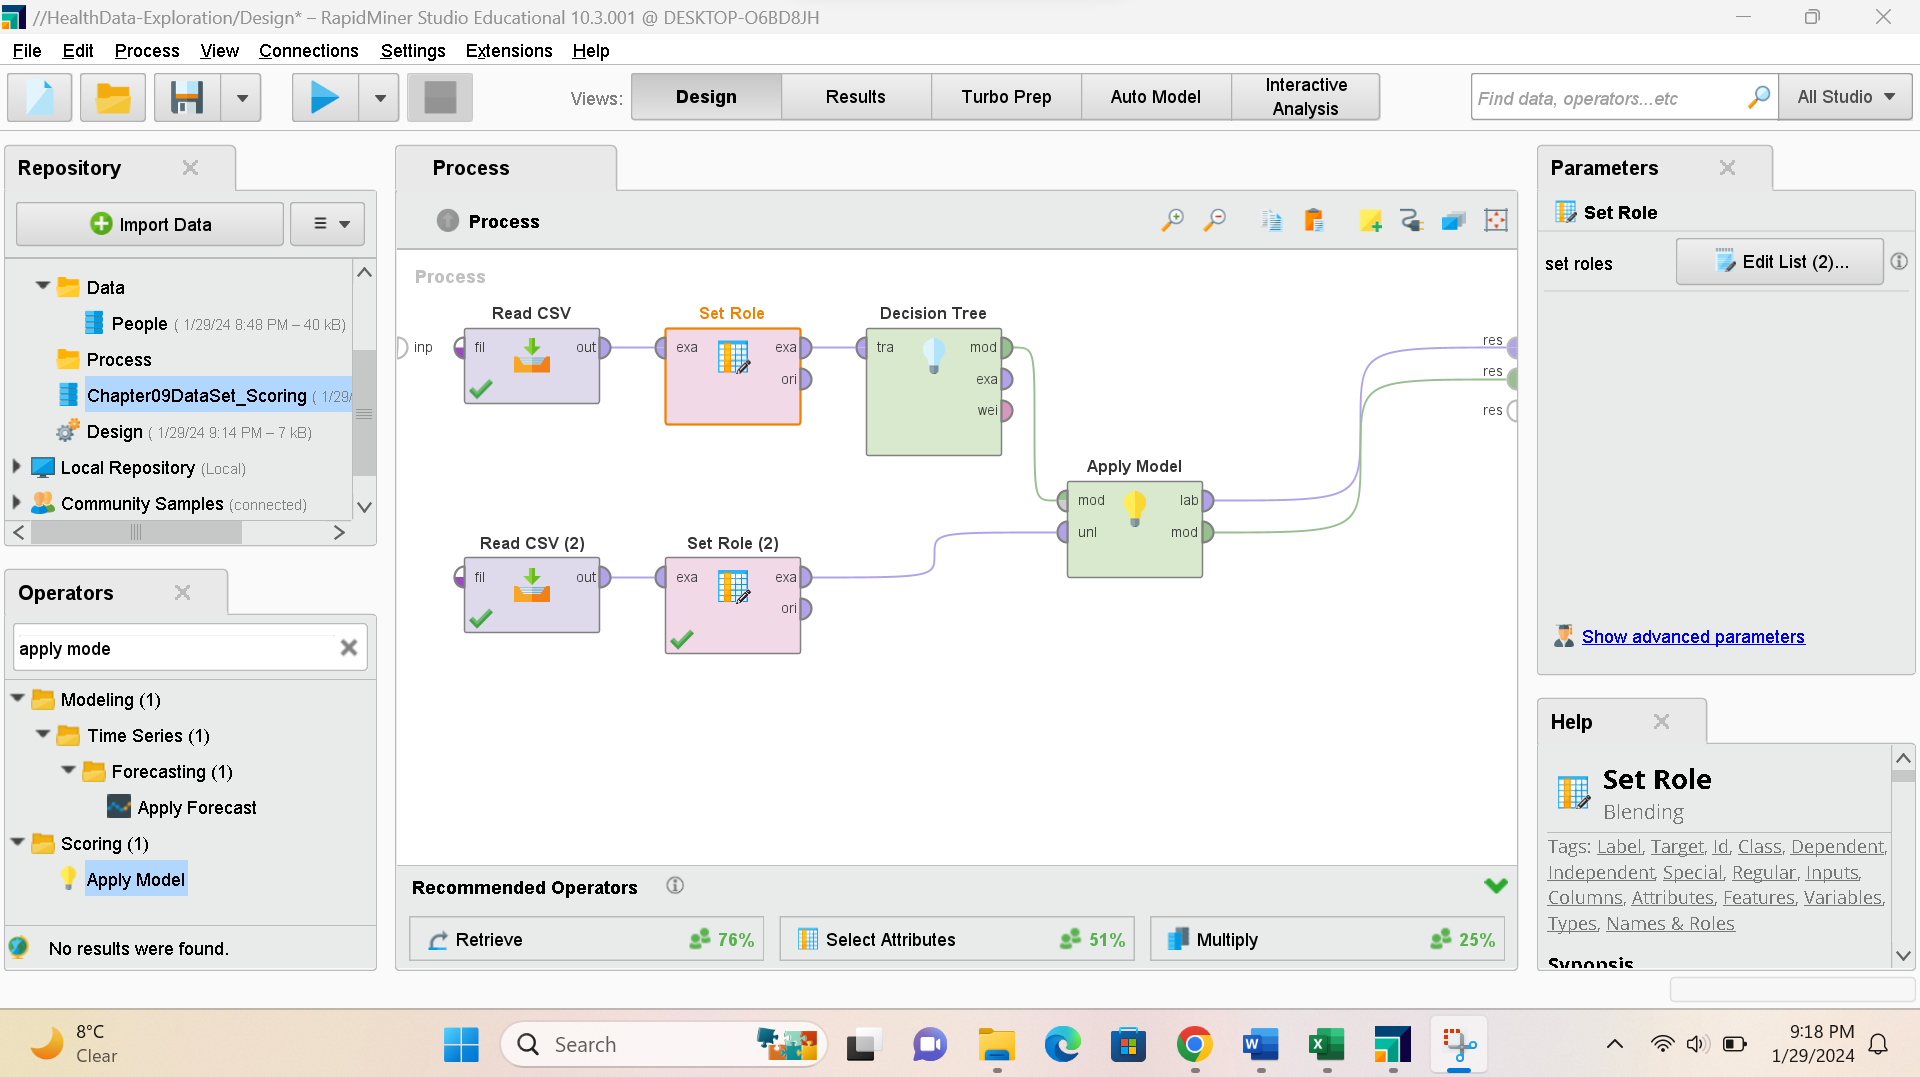 //HealthData-Exploration/Design* – RapidMiner Studio Educational 10.3.001 @ DESKTOP-O6BD8JH
File Edit Process View Connections Settings Extensions Help
Views: Design Results Turbo Prep Auto Model Interactive Analysis
Find data, operators...etc All Studio
Repository
Import Data
Data
People ( 1/29/24 8:48 PM – 40 kB)
Process
Chapter09DataSet_Scoring ( 1/29/
Design ( 1/29/24 9:14 PM – 7 kB)
Local Repository (Local)
Community Samples (connected)
Operators
apply mode
Modeling (1)
Time Series (1)
Forecasting (1)
Apply Forecast
Scoring (1)
Apply Model
No results were found.
Process
Process
Process
Read CSV Set Role Decision Tree
inp fil out exa exa tra mod res
ori exa res
wei res
Apply Model
mod lab
unl mod
Read CSV (2) Set Role (2)
fil out exa exa
ori
Recommended Operators
Retrieve 76% Select Attributes 51% Multiply 25%
Parameters
Set Role
set roles Edit List (2)...
Show advanced parameters
Help
Set Role
Blending
Tags: Label, Target, Id, Class, Dependent,
Independent, Special, Regular, Inputs,
Columns, Attributes, Features, Variables,
Types, Names & Roles
Synopsis
8°C
Clear
Search
9:18 PM
1/29/2024